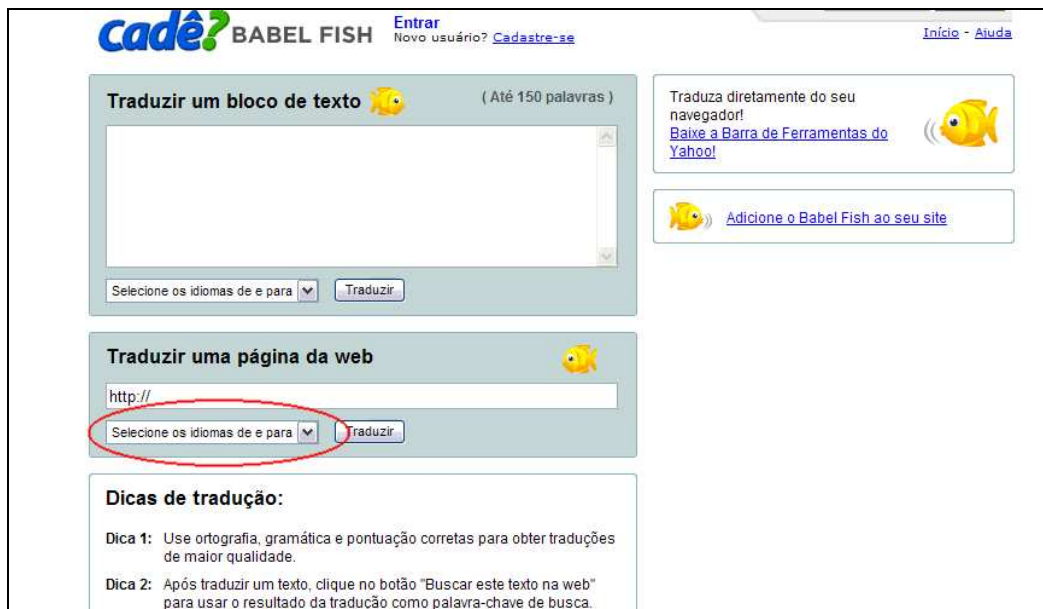 Cadê? BABEL FISH
Entrar
Novo usuário? Cadastre-se
Início - Ajuda
Traduzir um bloco de texto
( Até 150 palavras )
Selecione os idiomas de e para
Traduzir
Traduzir uma página da web
http://
Selecione os idiomas de e para
Traduzir
Dicas de tradução:
Dica 1: Use ortografia, gramática e pontuação corretas para obter traduções
de maior qualidade.
Dica 2: Após traduzir um texto, clique no botão "Buscar este texto na web"
para usar o resultado da tradução como palavra-chave de busca.
Traduza diretamente do seu
navegador!
Baixe a Barra de Ferramentas do
Yahoo!
Adicione o Babel Fish ao seu site